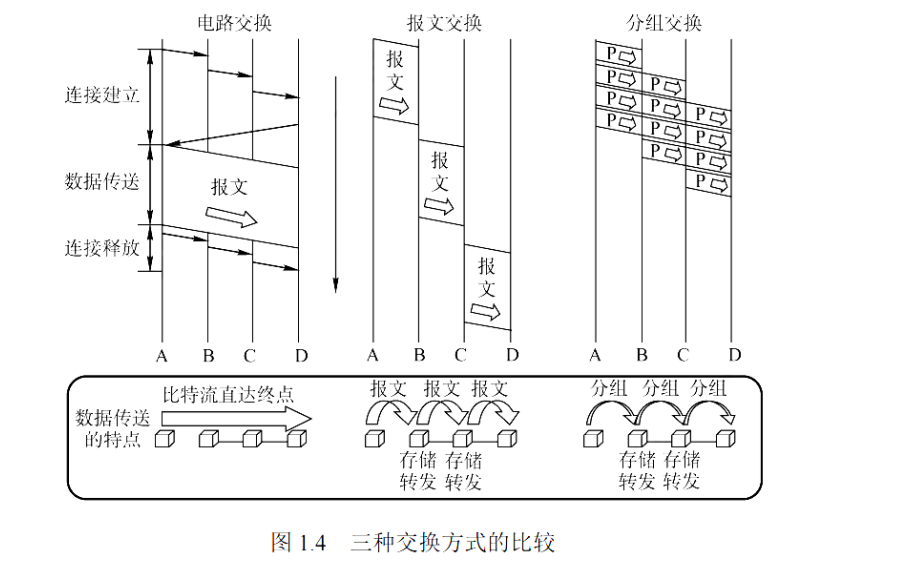 电路交换
报文交换
分组交换
连接建立
数据传送
连接释放
报文
A B C D
报文
报文
报文
A B C D
P
P P
P P P
P P P
P P
P
A B C D
数据传送
的特点
比特流直达终点
报文 报文 报文
存储 存储
转发 转发
分组 分组 分组
存储 存储
转发 转发
图 1.4 三种交换方式的比较